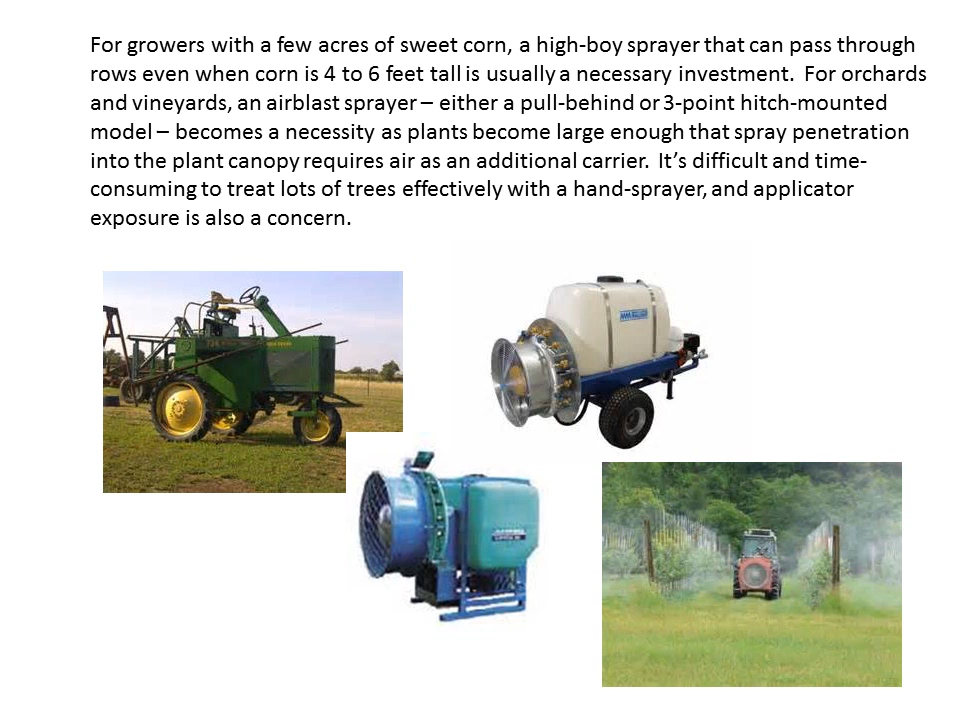 For growers with a few acres of sweet corn, a high-boy sprayer that can pass through
rows even when corn is 4 to 6 feet tall is usually a necessary investment.  For orchards
and vineyards, an airblast sprayer – either a pull-behind or 3-point hitch-mounted
model – becomes a necessity as plants become large enough that spray penetration
into the plant canopy requires air as an additional carrier.  It’s difficult and time-
consuming to treat lots of trees effectively with a hand-sprayer, and applicator
exposure is also a concern.